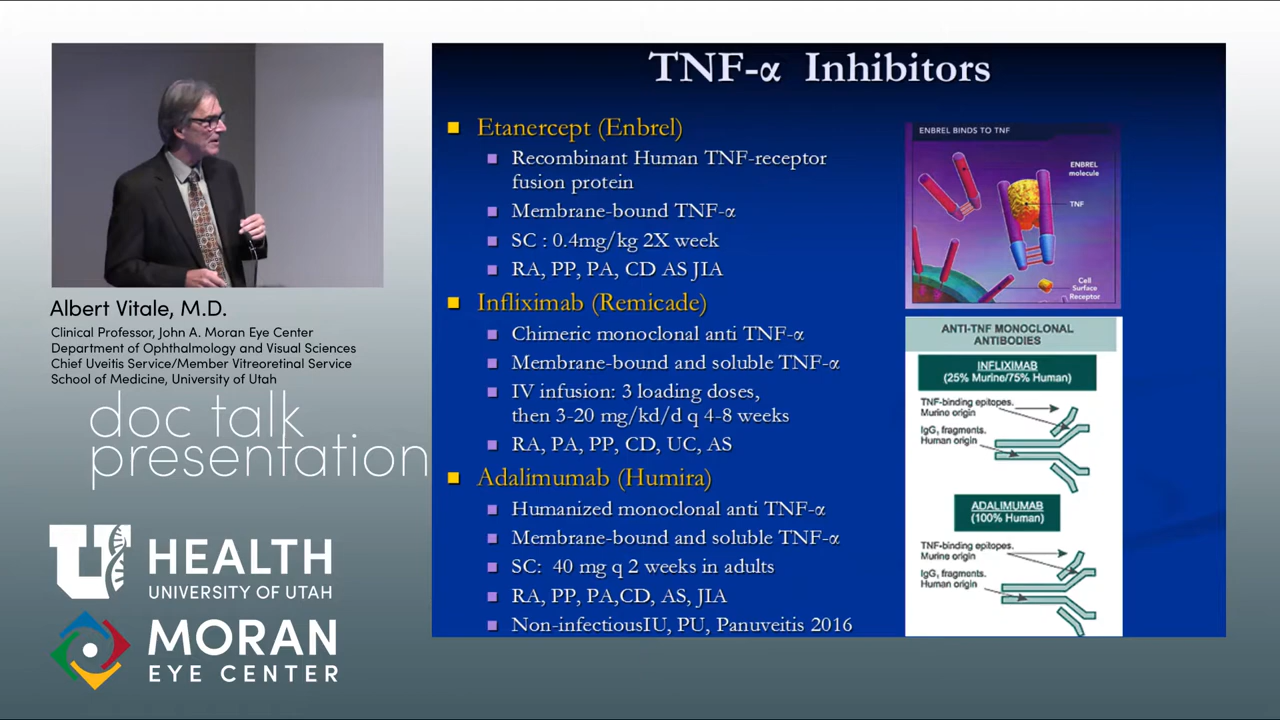 TNF-α Inhibitors
Etanercept (Enbrel)
Recombinant Human TNF-receptor
fusion protein
Membrane-bound TNF-α
SC : 0.4mg/kg 2X week
RA, PP, PA, CD AS JIA
Infliximab (Remicade)
Chimeric monoclonal anti TNF-α
Membrane-bound and soluble TNF-α
IV infusion: 3 loading doses,
then 3-20 mg/kd/d q 4-8 weeks
RA, PA, PP, CD, UC, AS
Adalimumab (Humira)
Humanized monoclonal anti TNF-α
Membrane-bound and soluble TNF-α
SC: 40 mg q 2 weeks in adults
RA, PP, PA,CD, AS, JIA
Non-infectiousIU, PU, Panuveitis 2016
ENBREL BINDS TO TNF
ENBREL
molecule
TNF
Cell
Surface
Receptor
ANTI-TNF MONOCLONAL
ANTIBODIES
INFLIXIMAB
(25% Murine/75% Human)
TNF-binding epitopes.
Murine origin
IgG₁ fragments.
Human origin
ADALIMUMAB
(100% Human)
TNF-binding epitopes.
Murine origin
IgG₁ fragments.
Human origin
Albert Vitale, M.D.
Clinical Professor, John A. Moran Eye Center
Department of Ophthalmology and Visual Sciences
Chief Uveitis Service/Member Vitreoretinal Service
School of Medicine, University of Utah
doc talk
presentation
U HEALTH
UNIVERSITY OF UTAH
MORAN
EYE CENTER